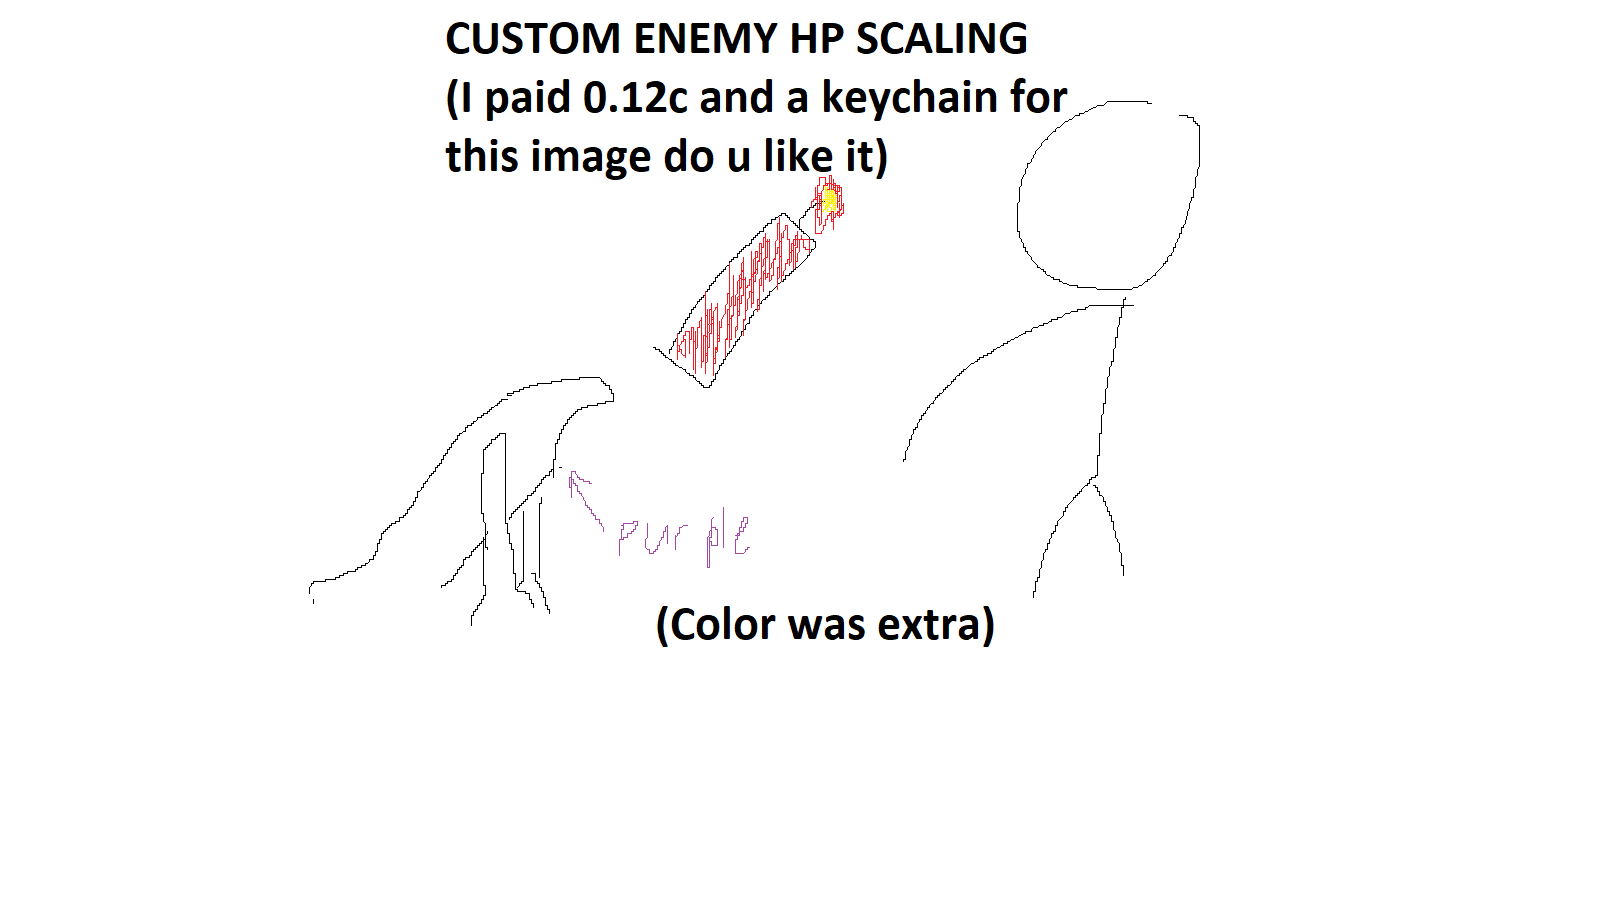 CUSTOM ENEMY HP SCALING
(I paid 0.12c and a keychain for
this image do u like it)
purple
(Color was extra)